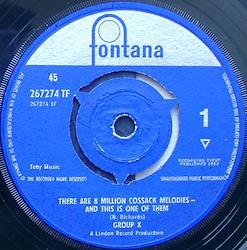 fontana
45
267274 TF
267274 TF
1
RECORDING FIRST
PUBLISHED 1963
Toby Music
THE RECORDED WORK RESERVED.
UNAUTHORISED PUBLIC PERFORMANCE
THERE ARE 8 MILLION COSSACK MELODIES—
AND THIS IS ONE OF THEM
(B. Richards)
GROUP X
A London Record Production